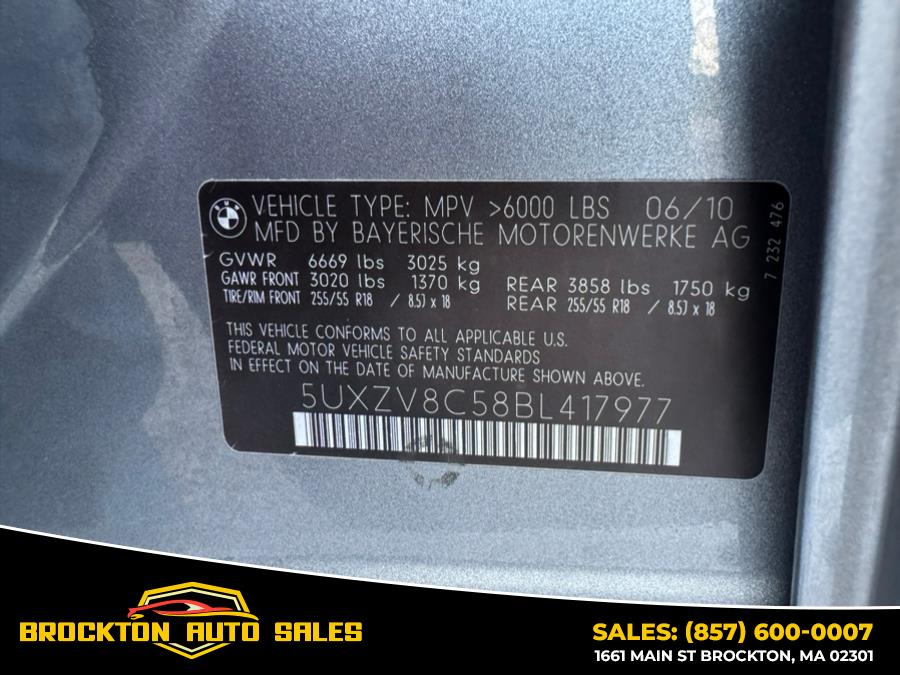 VEHICLE TYPE: MPV >6000 LBS 06/10
MFD BY BAYERISCHE MOTORENWERKE AG
GVWR 6669 lbs 3025 kg
GAWR FRONT 3020 lbs 1370 kg REAR 3858 lbs 1750 kg
TIRE/RIM FRONT 255/55 R18 / 8.5J x 18 REAR 255/55 R18 / 8.5J x 18
THIS VEHICLE CONFORMS TO ALL APPLICABLE U.S.
FEDERAL MOTOR VEHICLE SAFETY STANDARDS
IN EFFECT ON THE DATE OF MANUFACTURE SHOWN ABOVE.
5UXZV8C58BL417977
7 232 476
BROCKTON AUTO SALES
SALES: (857) 600-0007
1661 MAIN ST BROCKTON, MA 02301